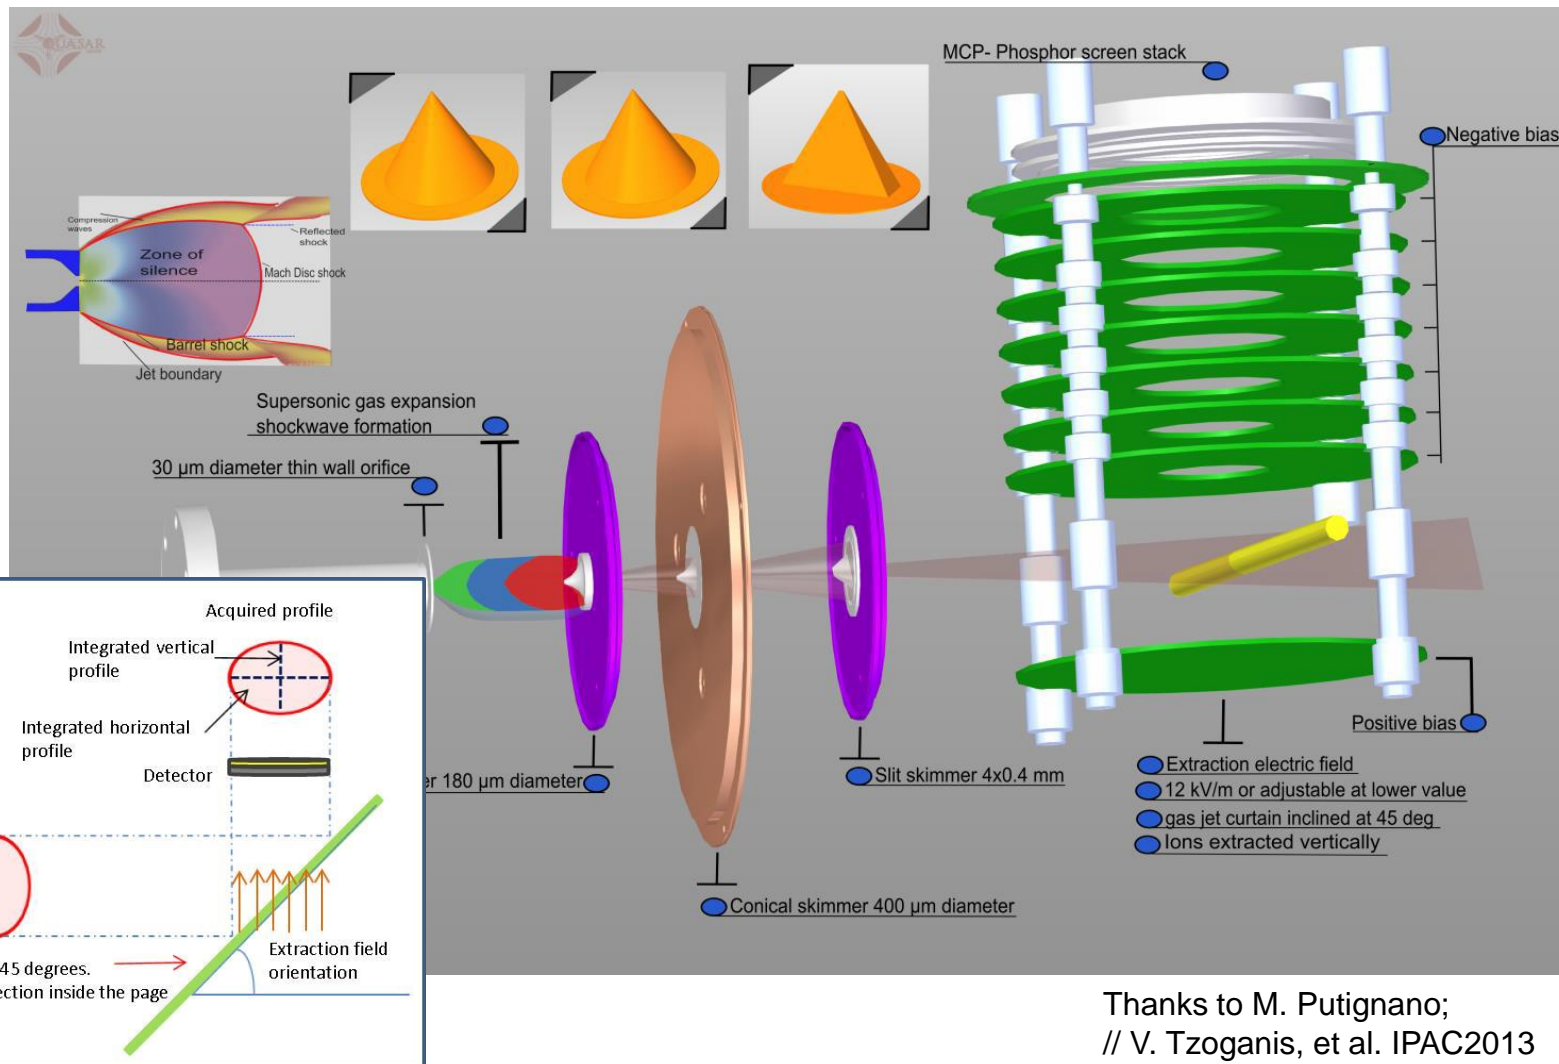 QUASAR
MCP- Phosphor screen stack
Negative bias
Compression
waves
Reflected
shock
Zone of
silence
Mach Disc shock
Barrel shock
Jet boundary
Supersonic gas expansion
shockwave formation
30 µm diameter thin wall orifice
Acquired profile
Integrated vertical
profile
Integrated horizontal
profile
Detector
180 µm diameter
Slit skimmer 4x0.4 mm
Positive bias
Extraction electric field
12 kV/m or adjustable at lower value
gas jet curtain inclined at 45 deg
Ions extracted vertically
Conical skimmer 400 µm diameter
Extraction field
orientation
45 degrees.
inside the page
Thanks to M. Putignano;
// V. Tzoganis, et al. IPAC2013